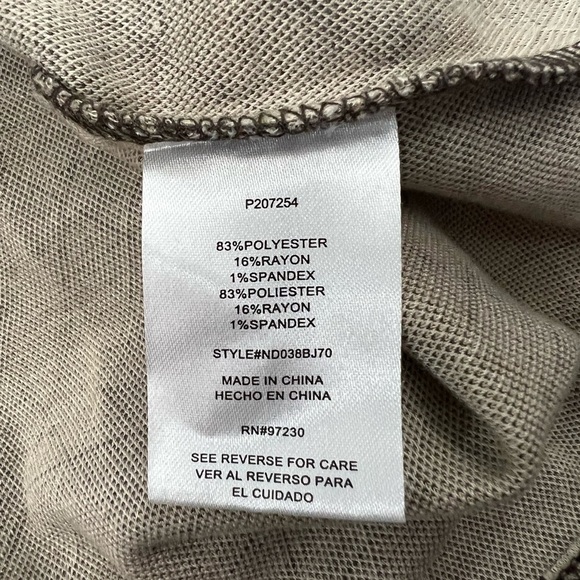 P207254
83%POLYESTER
16%RAYON
1%SPANDEX
83%POLIESTER
16%RAYON
1%SPANDEX
STYLE#ND038BJ70
MADE IN CHINA
HECHO EN CHINA
RN#97230
SEE REVERSE FOR CARE
VER AL REVERSO PARA
EL CUIDADO